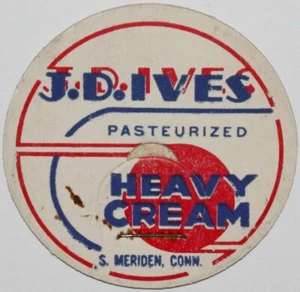 J.D.IVES
PASTEURIZED
HEAVY
CREAM
S. MERIDEN, CONN.